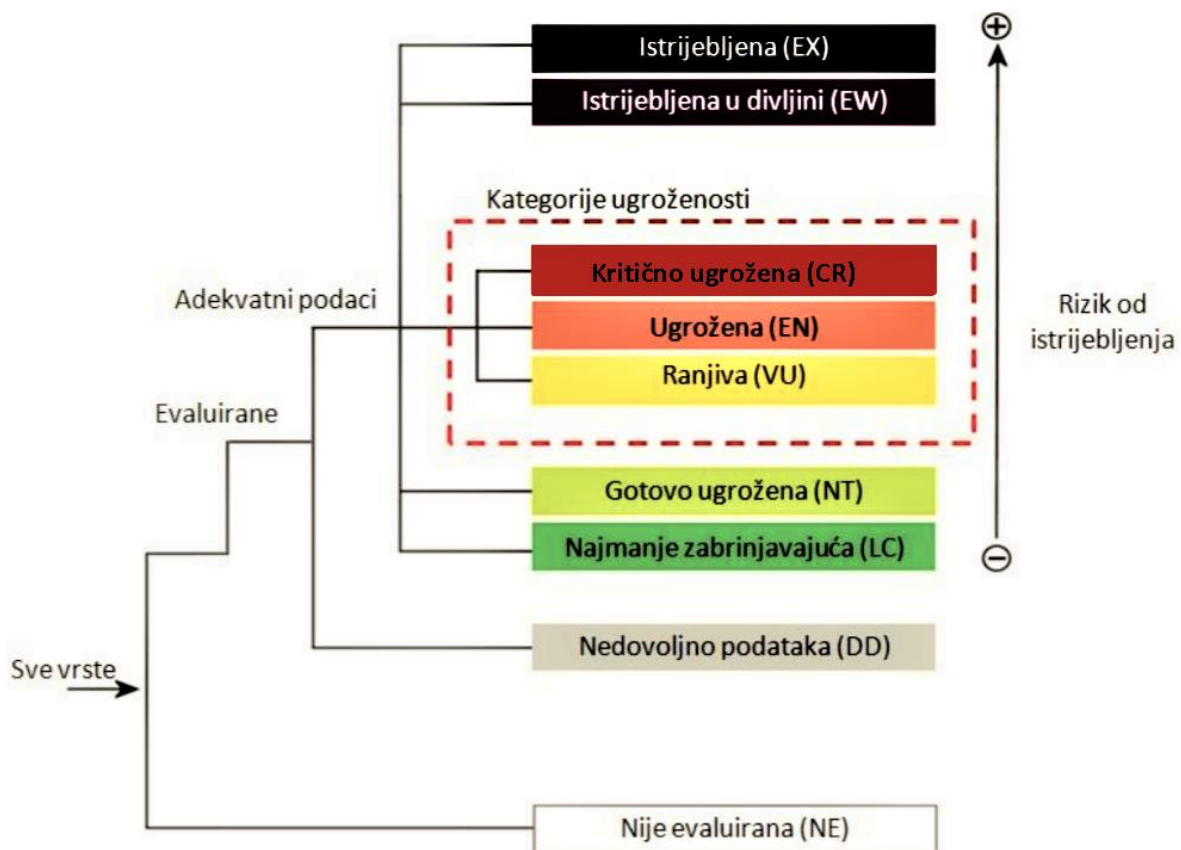 Istrijebljena (EX)
Istrijebljena u divljini (EW)
Kategorije ugroženosti
Kritično ugrožena (CR)
Adekvatni podaci
Ugrožena (EN)
Rizik od
istrijebljenja
Ranjiva (VU)
Evaluirane
Gotovo ugrožena (NT)
Najmanje zabrinjavajuća (LC)
Nedovoljno podataka (DD)
Sve vrste
Nije evaluirana (NE)